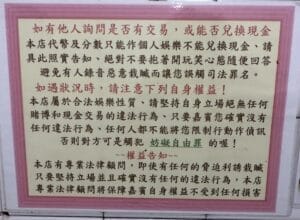 如有他人詢問是否有交易，或能否兌換現金
本店代幣及分數只能作個人娛樂不能兌換現金、請
具此照實告知、絕對不要抱著開玩笑心態隨便回答
避免有人錄音惡意栽贓而讓您誤觸司法罪名。
如遇狀況時，請注意下列自身權益！
本店屬於合法娛樂性質、請堅持自身立場絕無任何
賭博和現金交易的違法行為、只要嘉賓您確實沒有
任何違法行為、任何人都不能將您限制行動作偵訊
否則對方可是觸犯 妨礙自由罪 的喔！
--權益告知--
本店有專業法律顧問，即使有任何的脅迫利誘栽贓
只要堅持立場並且確實沒有任何的違法行為，本店
專業法律顧問將保障嘉賓自身權益不受到任何損害